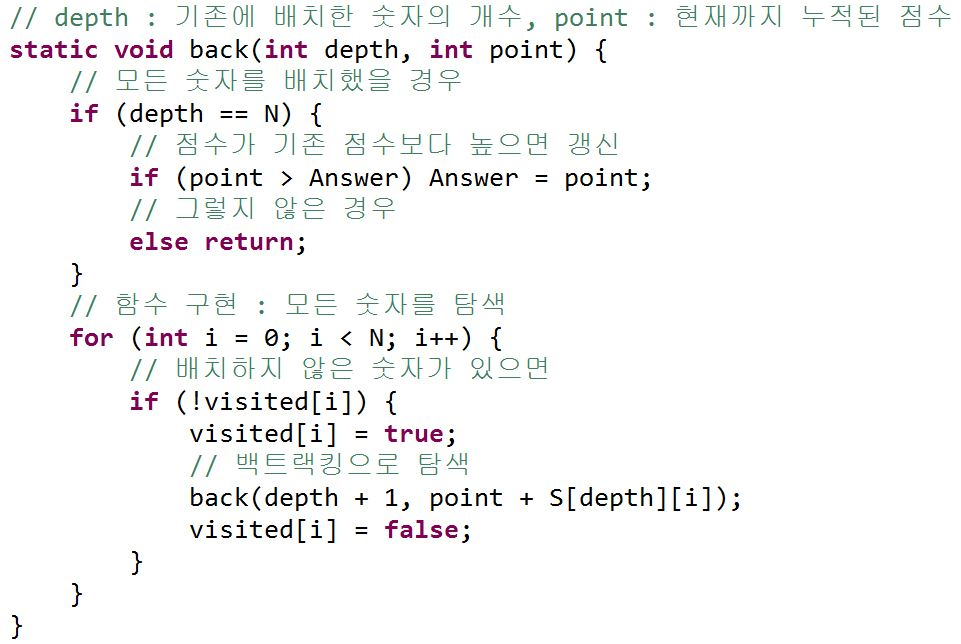 // depth : 기존에 배치한 숫자의 개수, point : 현재까지 누적된 점수
static void back(int depth, int point) {
    // 모든 숫자를 배치했을 경우
    if (depth == N) {
        // 점수가 기존 점수보다 높으면 갱신
        if (point > Answer) Answer = point;
        // 그렇지 않은 경우
        else return;
    }
    // 함수 구현 : 모든 숫자를 탐색
    for (int i = 0; i < N; i++) {
        // 배치하지 않은 숫자가 있으면
        if (!visited[i]) {
            visited[i] = true;
            // 백트랙킹으로 탐색
            back(depth + 1, point + S[depth][i]);
            visited[i] = false;
        }
    }
}